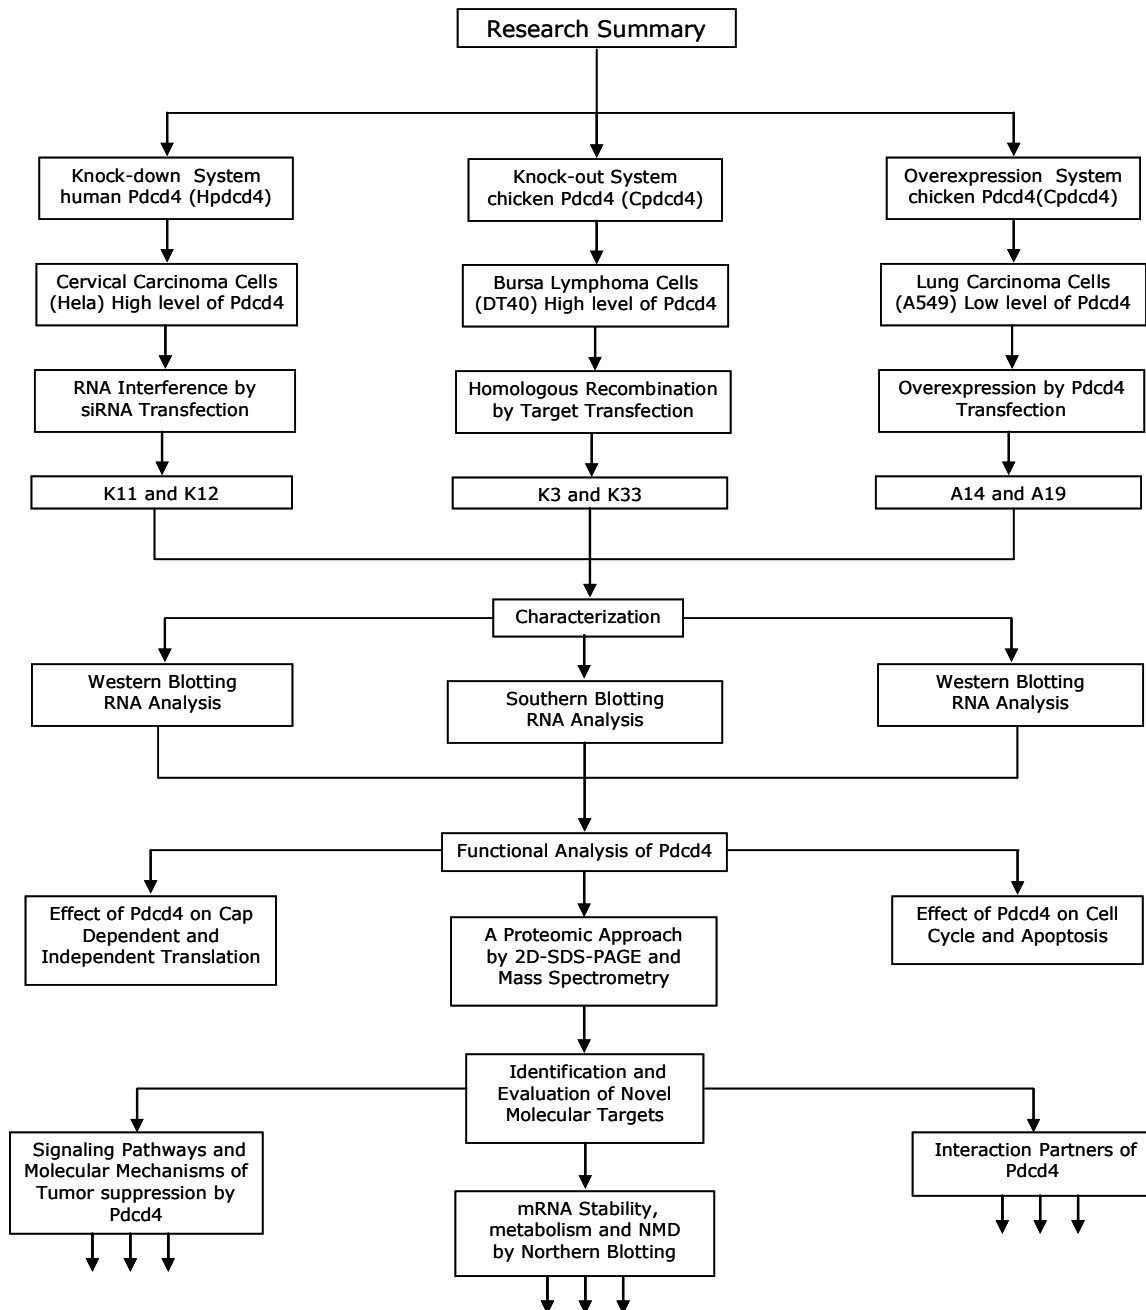 Research Summary
Knock-down System
human Pdcd4 (Hpdcd4)
Knock-out System
chicken Pdcd4 (Cpdcd4)
Overexpression System
chicken Pdcd4(Cpdcd4)
Cervical Carcinoma Cells
(Hela) High level of Pdcd4
Bursa Lymphoma Cells
(DT40) High level of Pdcd4
Lung Carcinoma Cells
(A549) Low level of Pdcd4
RNA Interference by
siRNA Transfection
Homologous Recombination
by Target Transfection
Overexpression by Pdcd4
Transfection
K11 and K12
K3 and K33
A14 and A19
Characterization
Western Blotting
RNA Analysis
Southern Blotting
RNA Analysis
Western Blotting
RNA Analysis
Functional Analysis of Pdcd4
Effect of Pdcd4 on Cap
Dependent and
Independent Translation
A Proteomic Approach
by 2D-SDS-PAGE and
Mass Spectrometry
Effect of Pdcd4 on Cell
Cycle and Apoptosis
Identification and
Evaluation of Novel
Molecular Targets
Signaling Pathways and
Molecular Mechanisms of
Tumor suppression by
Pdcd4
mRNA Stability,
metabolism and NMD
by Northern Blotting
Interaction Partners of
Pdcd4